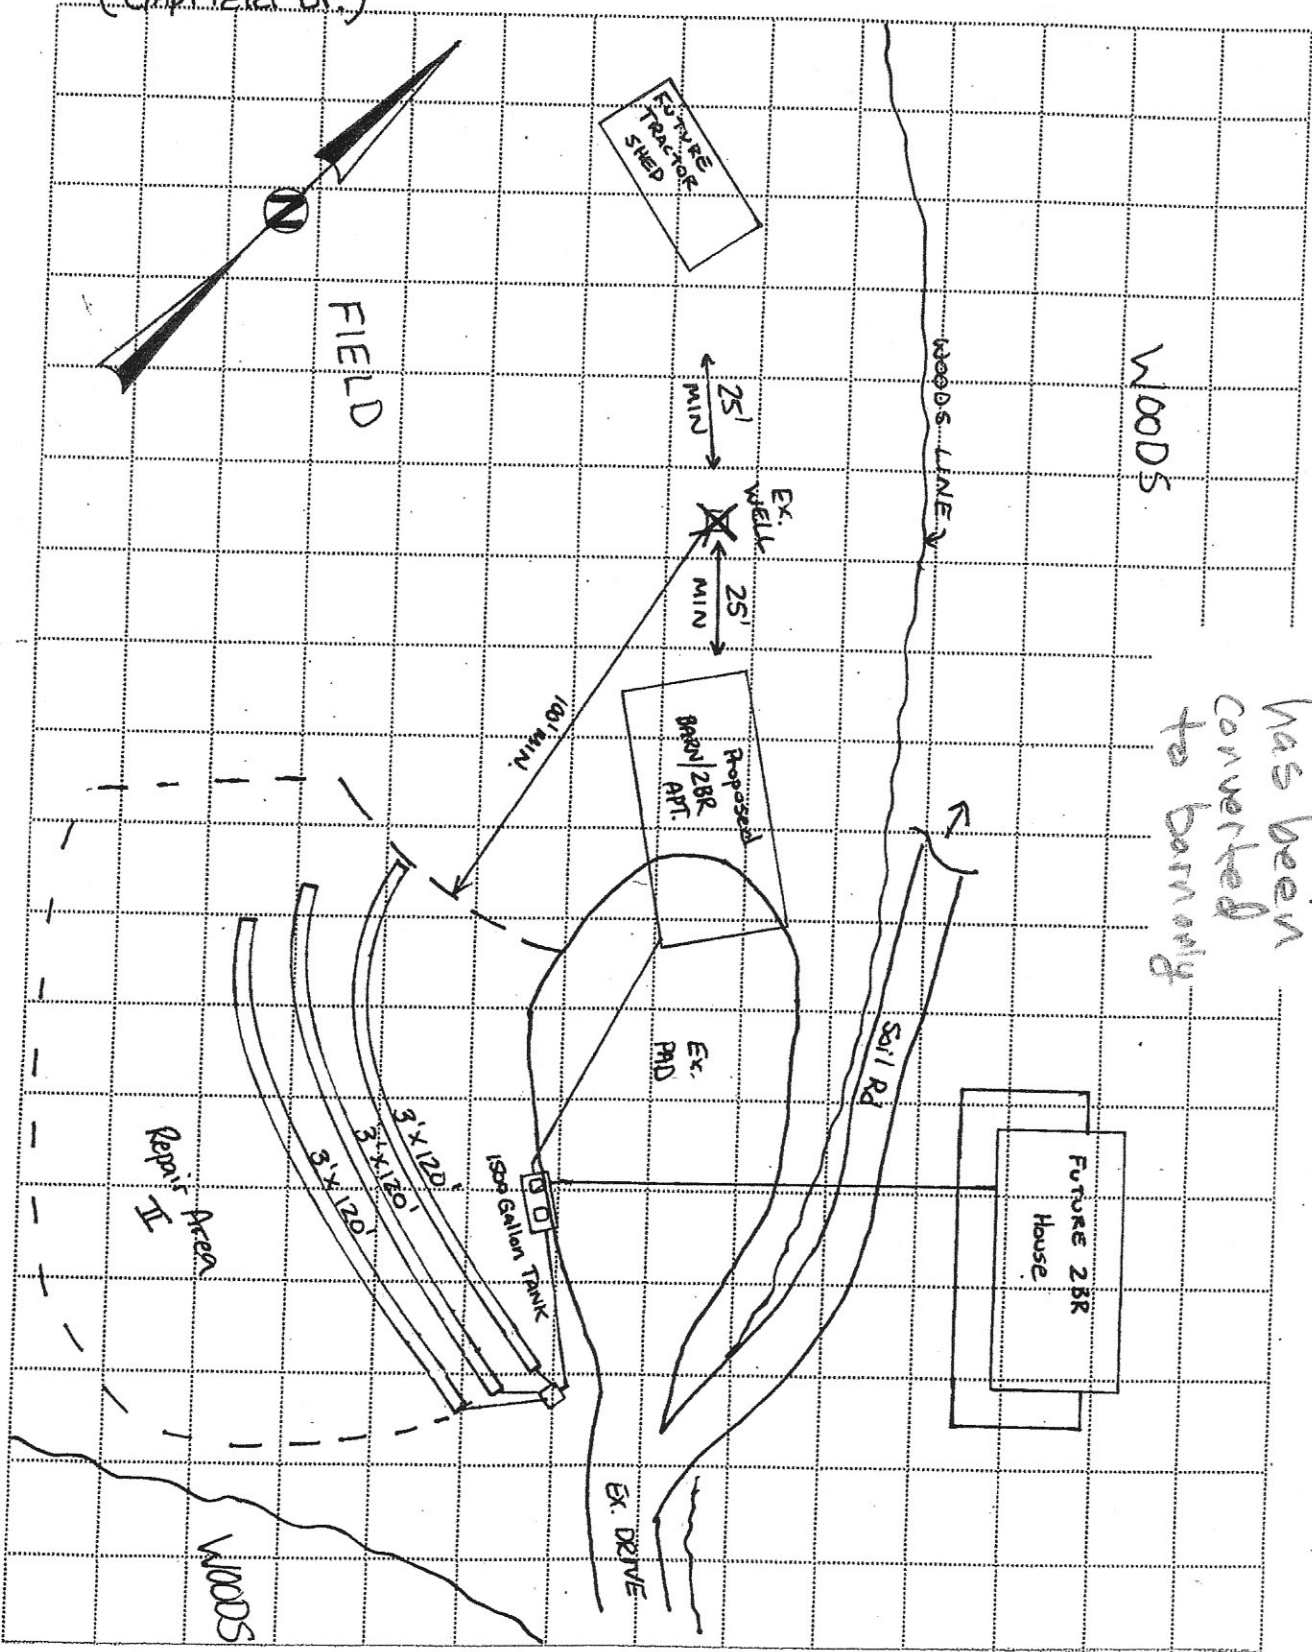 FUTURE
TRACTOR
SHED
N
FIELD
WOODS
WOODS LINE
25'
MIN
EX.
WELL
25'
MIN
100' MIN.
Proposed
BARN/2BR
APT.
has been
converted
to barn only
EX.
PAD
Soil Rd
FUTURE 2BR
House
3'x120'
3'x120'
3'x120'
1500 Gallon TANK
Repair Area
II
EX. DRIVE
WOODS